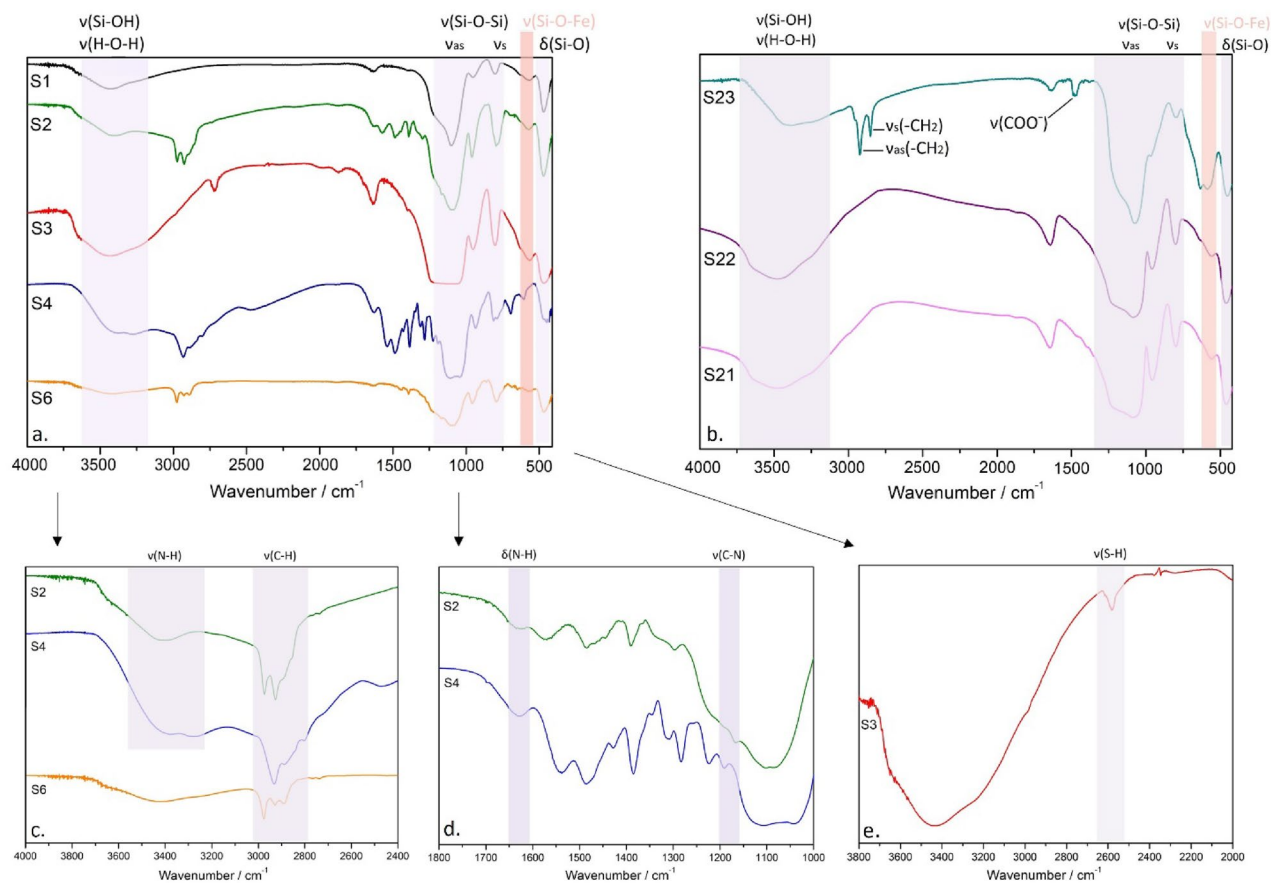 ν(Si-OH)
ν(H-O-H)
ν(Si-O-Si)
νas
νs
ν(Si-O-Fe)
δ(Si-O)
S1
S2
S3
S4
S6
a.
4000 3500 3000 2500 2000 1500 1000 500
Wavenumber / cm⁻¹
ν(Si-OH)
ν(H-O-H)
ν(Si-O-Si)
νas
νs
ν(Si-O-Fe)
δ(Si-O)
S23
νs(-CH₂)
νas(-CH₂)
ν(COO⁻)
S22
S21
b.
4000 3500 3000 2500 2000 1500 1000 500
Wavenumber / cm⁻¹
ν(N-H)
ν(C-H)
S2
S4
S6
c.
4000 3800 3600 3400 3200 3000 2800 2600 2400
Wavenumber / cm⁻¹
δ(N-H)
ν(C-N)
S2
S4
d.
1800 1700 1600 1500 1400 1300 1200 1100 1000
Wavenumber / cm⁻¹
ν(S-H)
S3
e.
3800 3600 3400 3200 3000 2800 2600 2400 2200 2000
Wavenumber / cm⁻¹